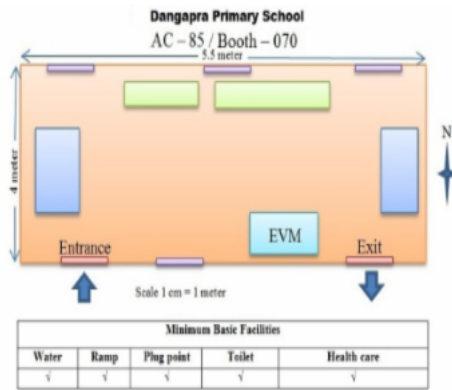 Dangapra Primary School
AC – 85 / Booth – 070
5.5 meter
4 meter
N
EVM
Entrance
Exit
Scale 1 cm = 1 meter
Minimum Basic Facilities
Water Ramp Plug point Toilet Health care
√ √ √ √ √